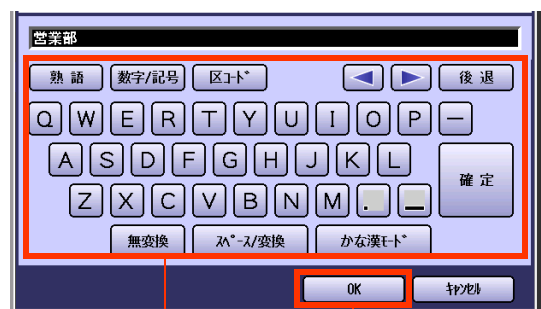 営業部
熟 語 数字/記号 区ｺｰﾄﾞ 後 退
Q W E R T Y U I O P －
A S D F G H J K L 確 定
Z X C V B N M . _
無変換 ｽﾍﾟｰｽ/変換 かな漢ﾓｰﾄﾞ
OK ｷｬﾝｾﾙ